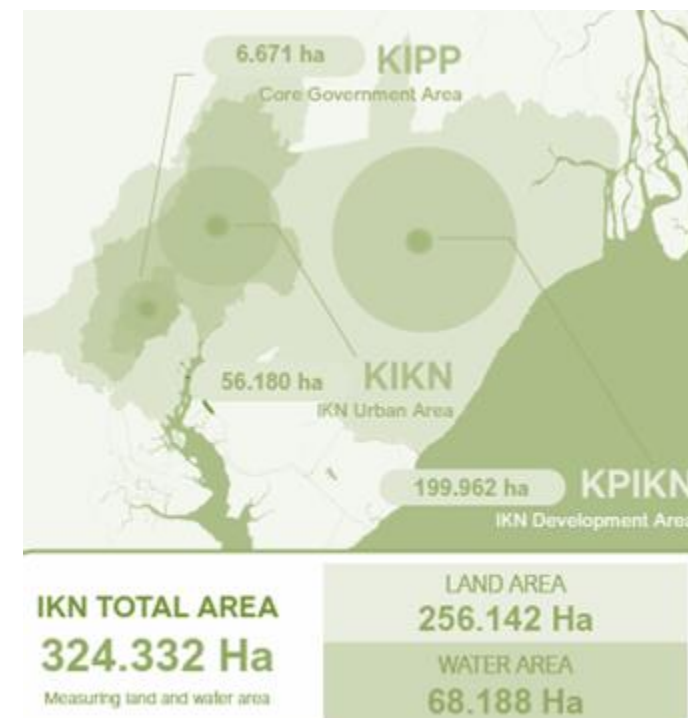 6.671 ha
KIPP
Core Government Area
56.180 ha
KIKN
IKN Urban Area
199.962 ha
KPIKN
IKN Development Area
IKN TOTAL AREA
324.332 Ha
Measuring land and water area
LAND AREA
256.142 Ha
WATER AREA
68.188 Ha